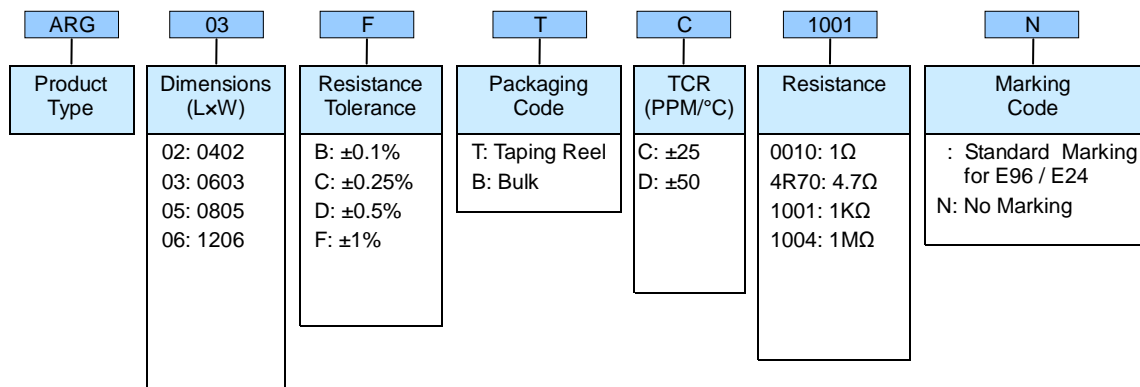 ARG 03 F T C 1001 N
Product
Type
Dimensions
(L×W)
Resistance
Tolerance
Packaging
Code
TCR
(PPM/°C)
Resistance
Marking
Code
02: 0402
03: 0603
05: 0805
06: 1206
B: ±0.1%
C: ±0.25%
D: ±0.5%
F: ±1%
T: Taping Reel
B: Bulk
C: ±25
D: ±50
0010: 1Ω
4R70: 4.7Ω
1001: 1KΩ
1004: 1MΩ
: Standard Marking
for E96 / E24
N: No Marking